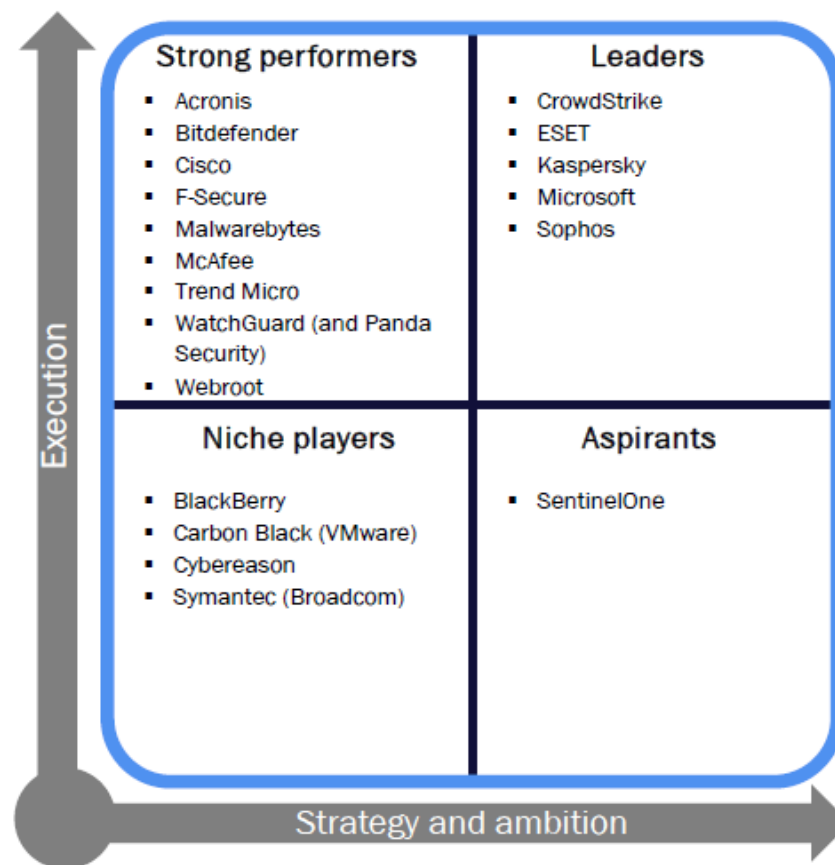 Strong performers
Acronis
Bitdefender
Cisco
F-Secure
Malwarebytes
McAfee
Trend Micro
WatchGuard (and Panda
Security)
Webroot
Leaders
CrowdStrike
ESET
Kaspersky
Microsoft
Sophos
Niche players
BlackBerry
Carbon Black (VMware)
Cybereason
Symantec (Broadcom)
Aspirants
SentinelOne
Execution
Strategy and ambition